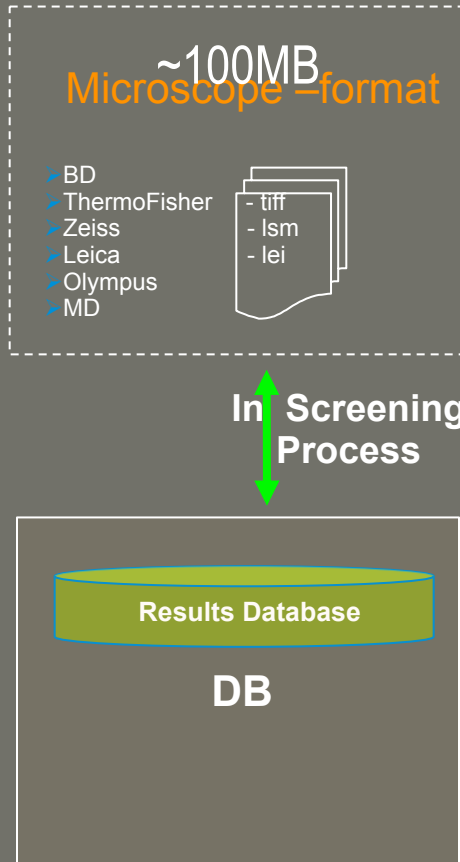 ~100MB
Microscope –format
➢BD
➢ThermoFisher
➢Zeiss
➢Leica
➢Olympus
➢MD
- tiff
- lsm
- lei
In Screening
Process
Results Database
DB